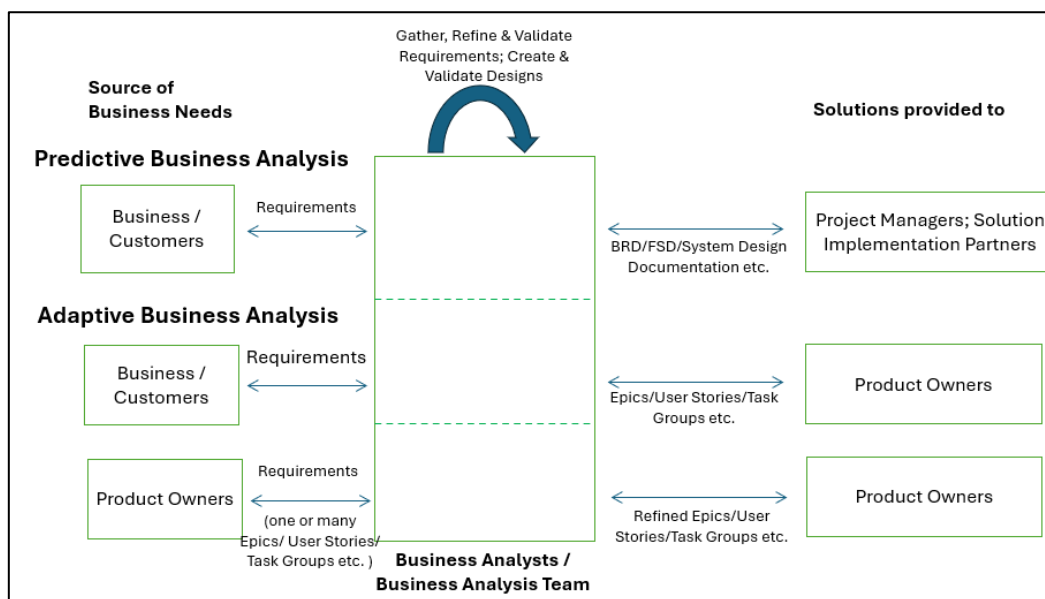 Gather, Refine & Validate
Requirements; Create &
Validate Designs
Source of
Business Needs
Solutions provided to
Predictive Business Analysis
Business /
Customers
Requirements
BRD/FSD/System Design
Documentation etc.
Project Managers; Solution
Implementation Partners
Adaptive Business Analysis
Business /
Customers
Requirements
Epics/User Stories/Task
Groups etc.
Product Owners
Product Owners
Requirements
(one or many
Epics/ User Stories/
Task Groups etc. )
Refined Epics/User
Stories/Task Groups etc.
Product Owners
Business Analysts /
Business Analysis Team